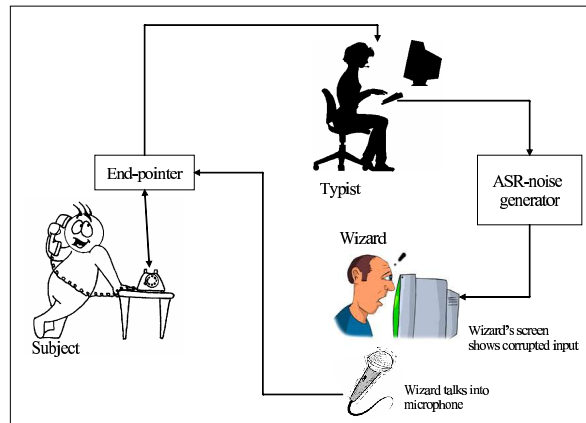 End-pointer
Typist
ASR-noise
generator
Wizard
Subject
Wizard's screen
shows corrupted input
Wizard talks into
microphone